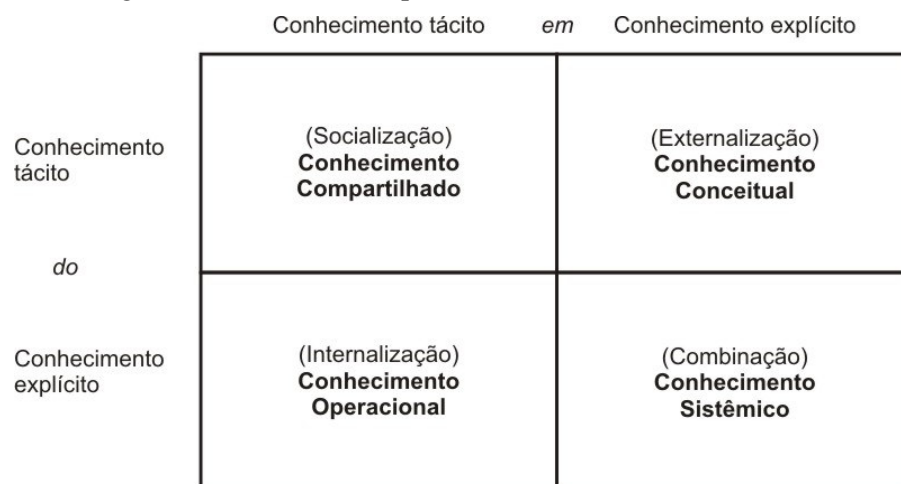 Conhecimento tácito em Conhecimento explícito
Conhecimento
tácito
(Socialização)
Conhecimento
Compartilhado
(Externalização)
Conhecimento
Conceitual
do
Conhecimento
explícito
(Internalização)
Conhecimento
Operacional
(Combinação)
Conhecimento
Sistêmico